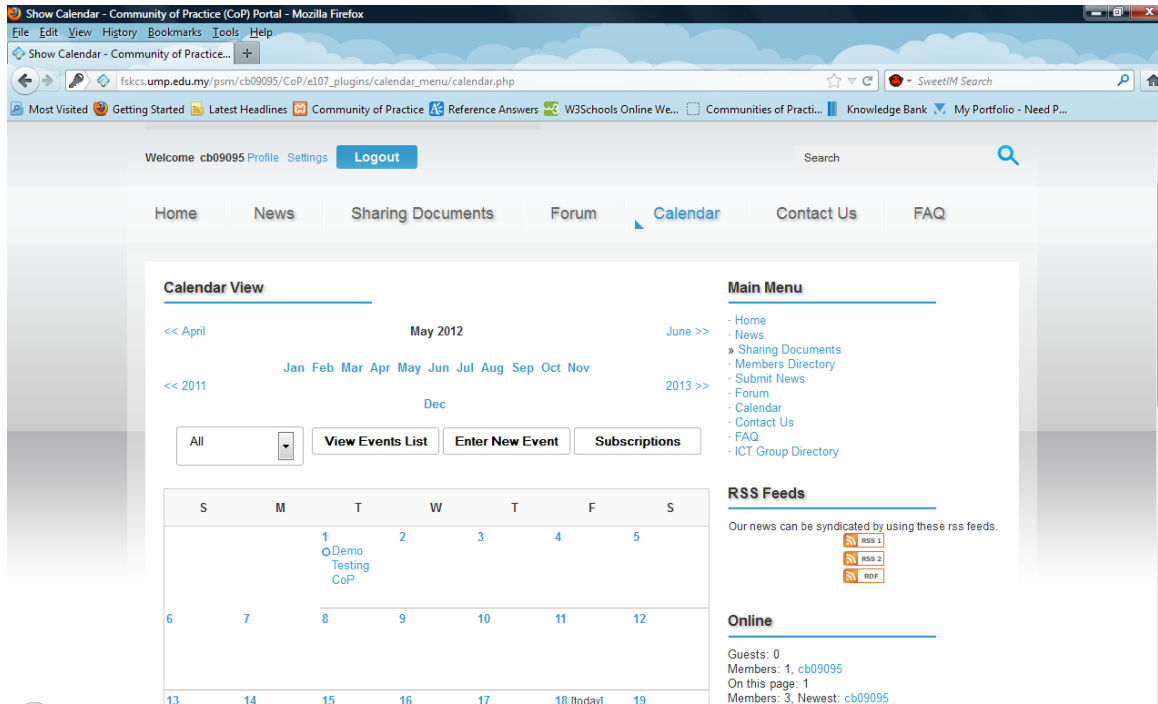 Show Calendar - Community of Practice (CoP) Portal - Mozilla Firefox
File Edit View History Bookmarks Tools Help
Show Calendar - Community of Practice... +
fskcs.ump.edu.my/psm/cb09095/CoP/e107_plugins/calendar_menu/calendar.php SweetIM Search
Most Visited Getting Started Latest Headlines Community of Practice Reference Answers W3Schools Online We... Communities of Practi... Knowledge Bank My Portfolio - Need P...
Welcome cb09095 Profile Settings Logout Search
Home News Sharing Documents Forum Calendar Contact Us FAQ
Calendar View
<< April May 2012 June >>
Jan Feb Mar Apr May Jun Jul Aug Sep Oct Nov
<< 2011 2013 >>
Dec
All View Events List Enter New Event Subscriptions
S M T W T F S
1 2 3 4 5
Demo
Testing
CoP
6 7 8 9 10 11 12
13 14 15 16 17 18 [today] 19
Main Menu
· Home
· News
» Sharing Documents
· Members Directory
· Submit News
· Forum
· Calendar
· Contact Us
· FAQ
· ICT Group Directory
RSS Feeds
Our news can be syndicated by using these rss feeds.
RSS 1
RSS 2
RDF
Online
Guests: 0
Members: 1, cb09095
On this page: 1
Members: 3, Newest: cb09095